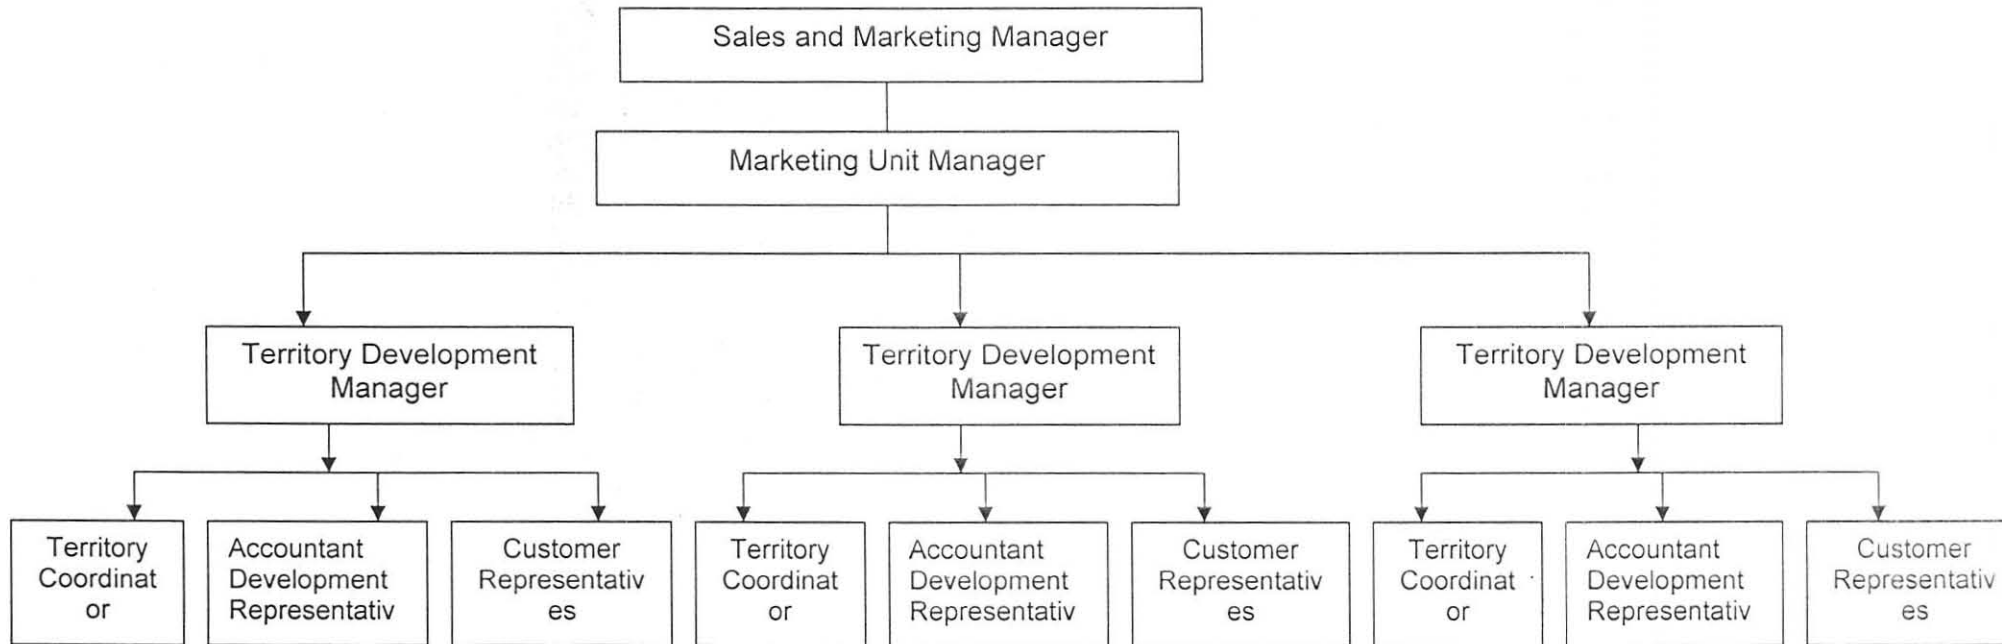 Sales and Marketing Manager
Marketing Unit Manager
Territory Development
Manager
Territory Development
Manager
Territory Development
Manager
Territory
Coordinat
or
Accountant
Development
Representativ
Customer
Representativ
es
Territory
Coordinat
or
Accountant
Development
Representativ
Customer
Representativ
es
Territory
Coordinat
or
Accountant
Development
Representativ
Customer
Representativ
es